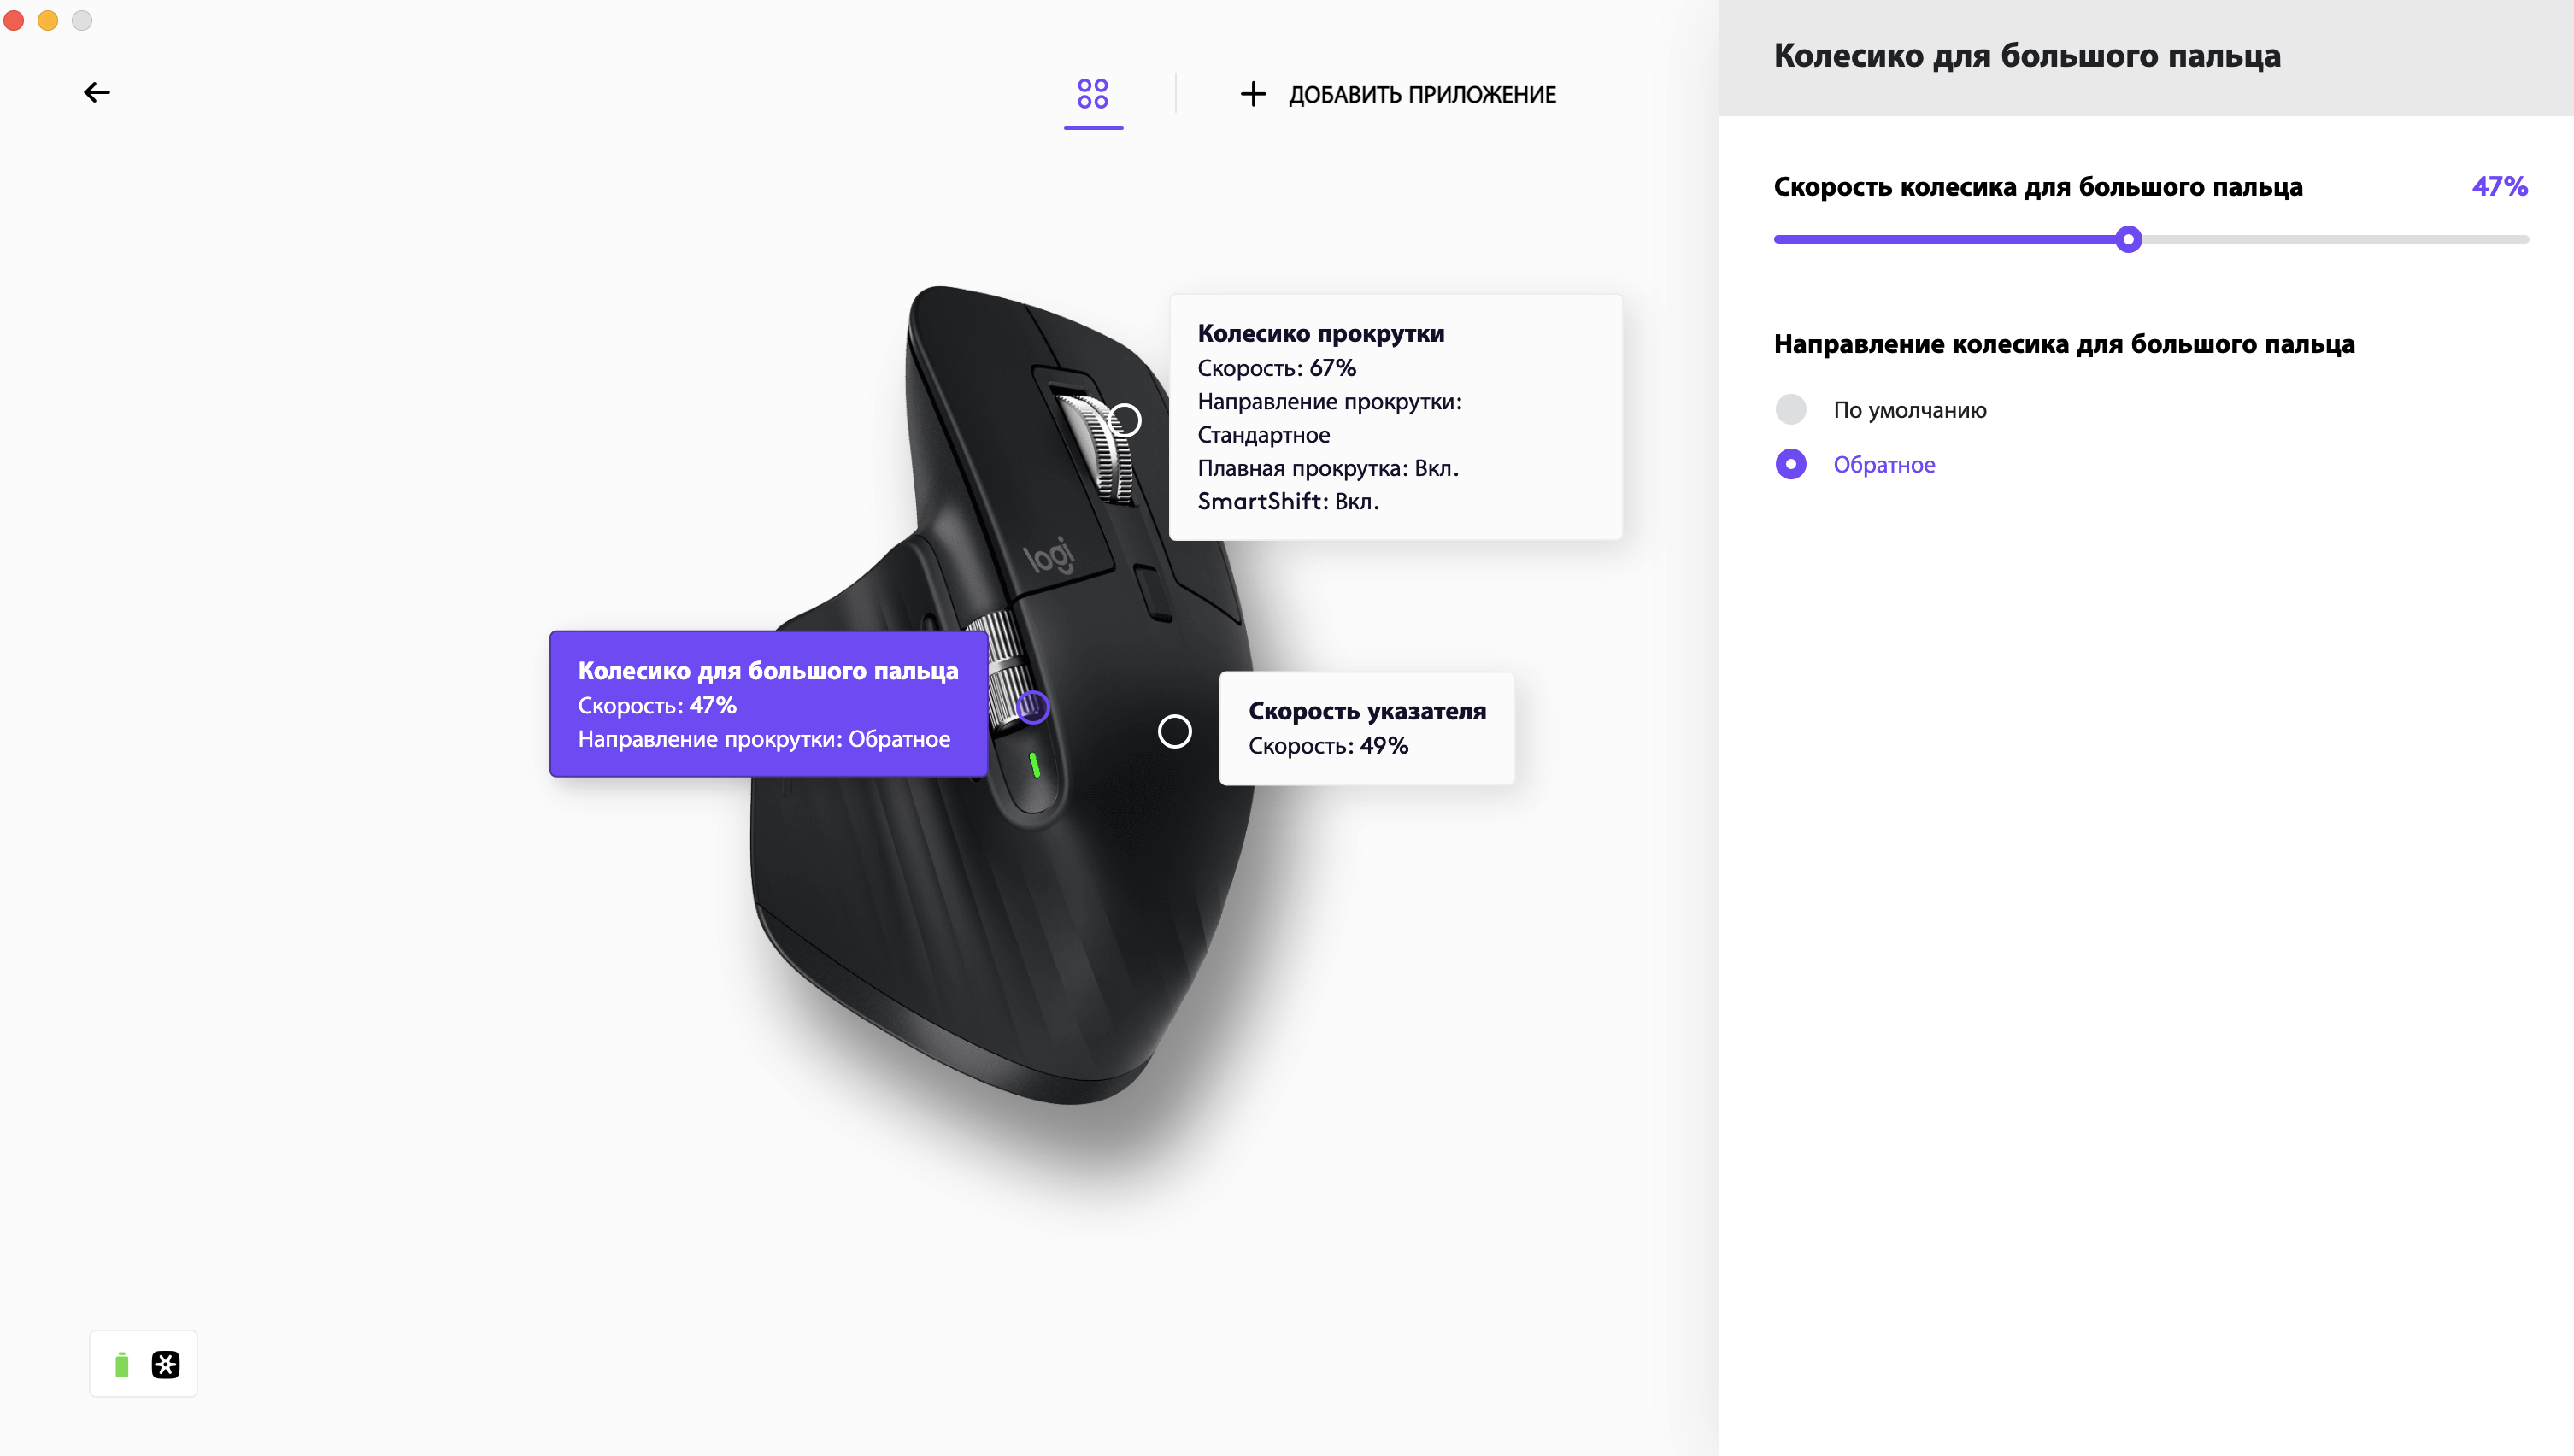 ДОБАВИТЬ ПРИЛОЖЕНИЕ
Колесико прокрутки
Скорость: 67%
Направление прокрутки:
Стандартное
Плавная прокрутка: Вкл.
SmartShift: Вкл.
logi
Колесико для большого пальца
Скорость: 47%
Направление прокрутки: Обратное
Скорость указателя
Скорость: 49%
Колесико для большого пальца
Скорость колесика для большого пальца 47%
Направление колесика для большого пальца
По умолчанию
Обратное